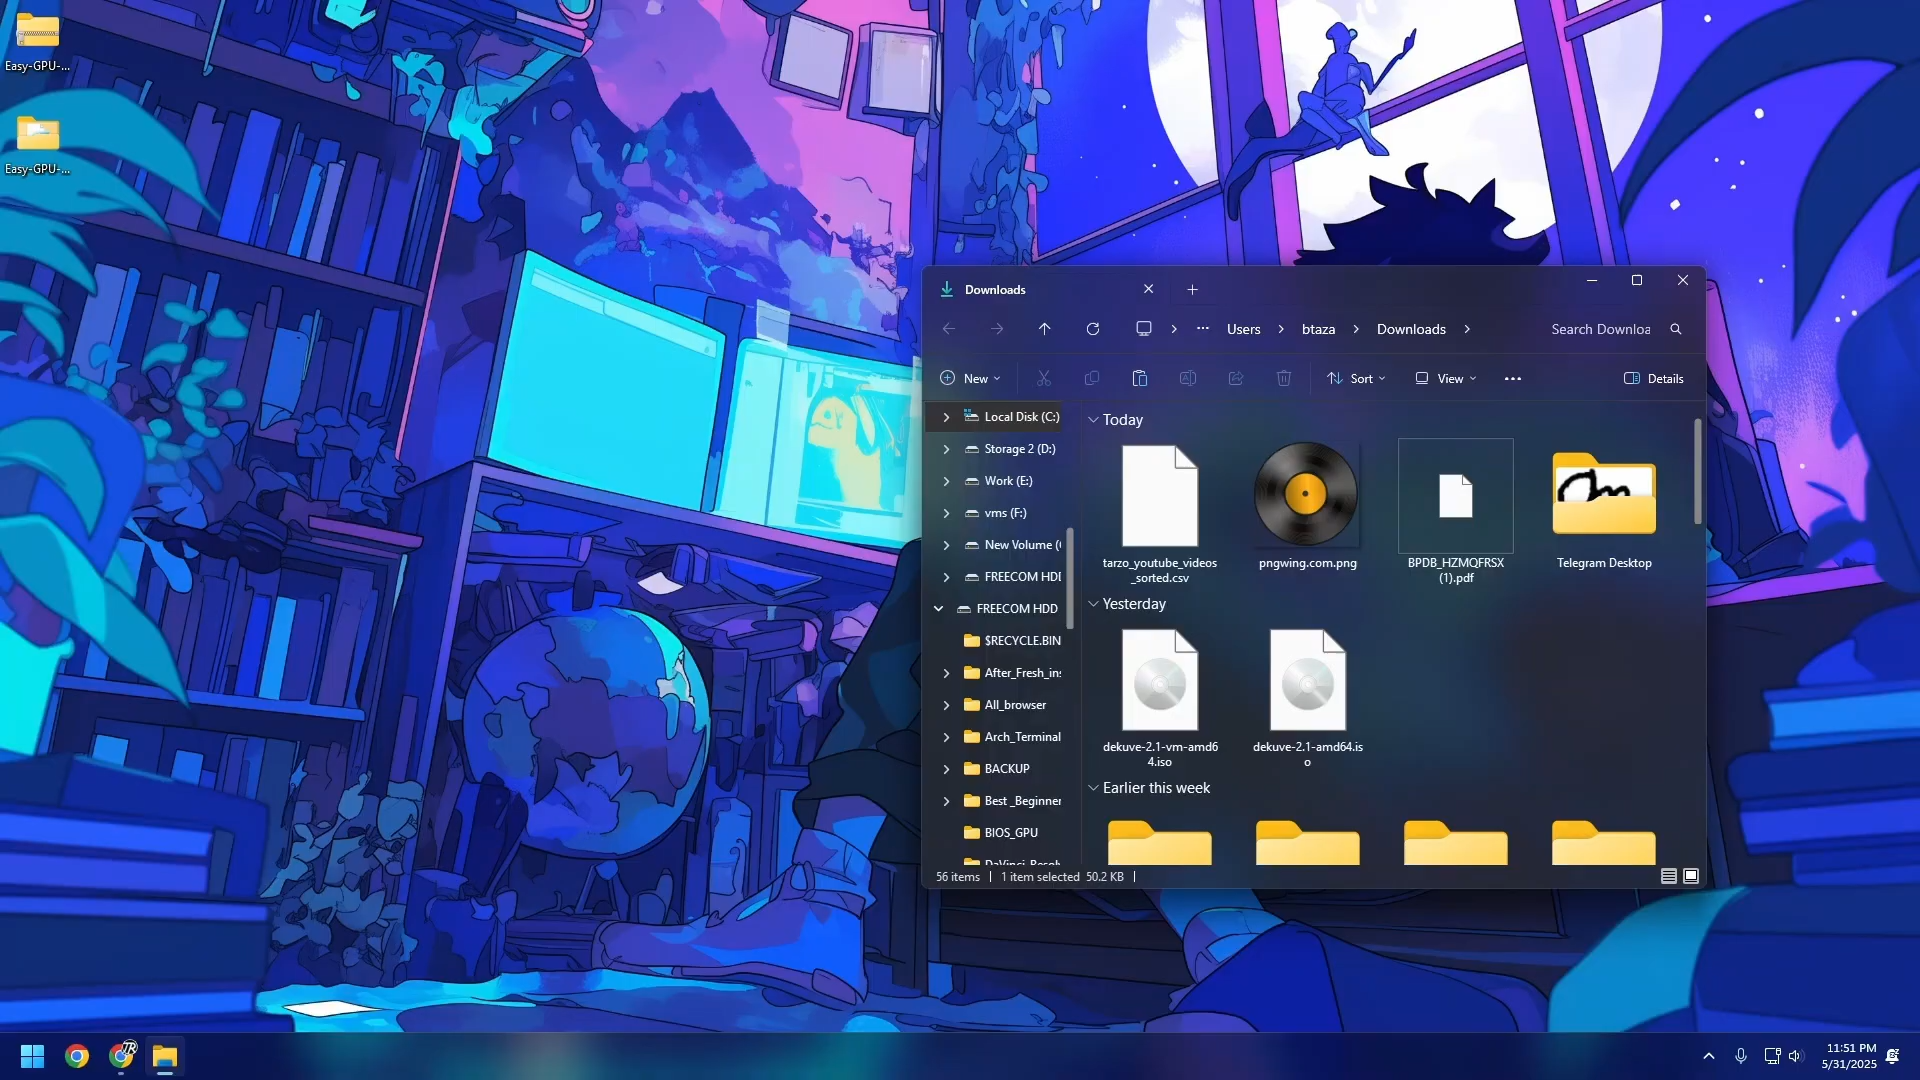 Easy-GPU-...
Easy-GPU-...
Downloads
Users
btaza
Downloads
Search Downloa
New
Sort
View
Details
Local Disk (C:)
Storage 2 (D:)
Work (E:)
vms (F:)
New Volume (
FREECOM HDD
FREECOM HDD
$RECYCLE.BIN
After_Fresh_ins
All_browser
Arch_Terminal
BACKUP
Best _Beginner
BIOS_GPU
DaVinci_Resolv
Today
tarzo_youtube_videos
_sorted.csv
pngwing.com.png
BPDB_HZMQFRSX
(1).pdf
Telegram Desktop
Yesterday
dekuve-2.1-vm-amd6
4.iso
dekuve-2.1-amd64.is
o
Earlier this week
56 items
1 item selected 50.2 KB
TR
11:51 PM
5/31/2025